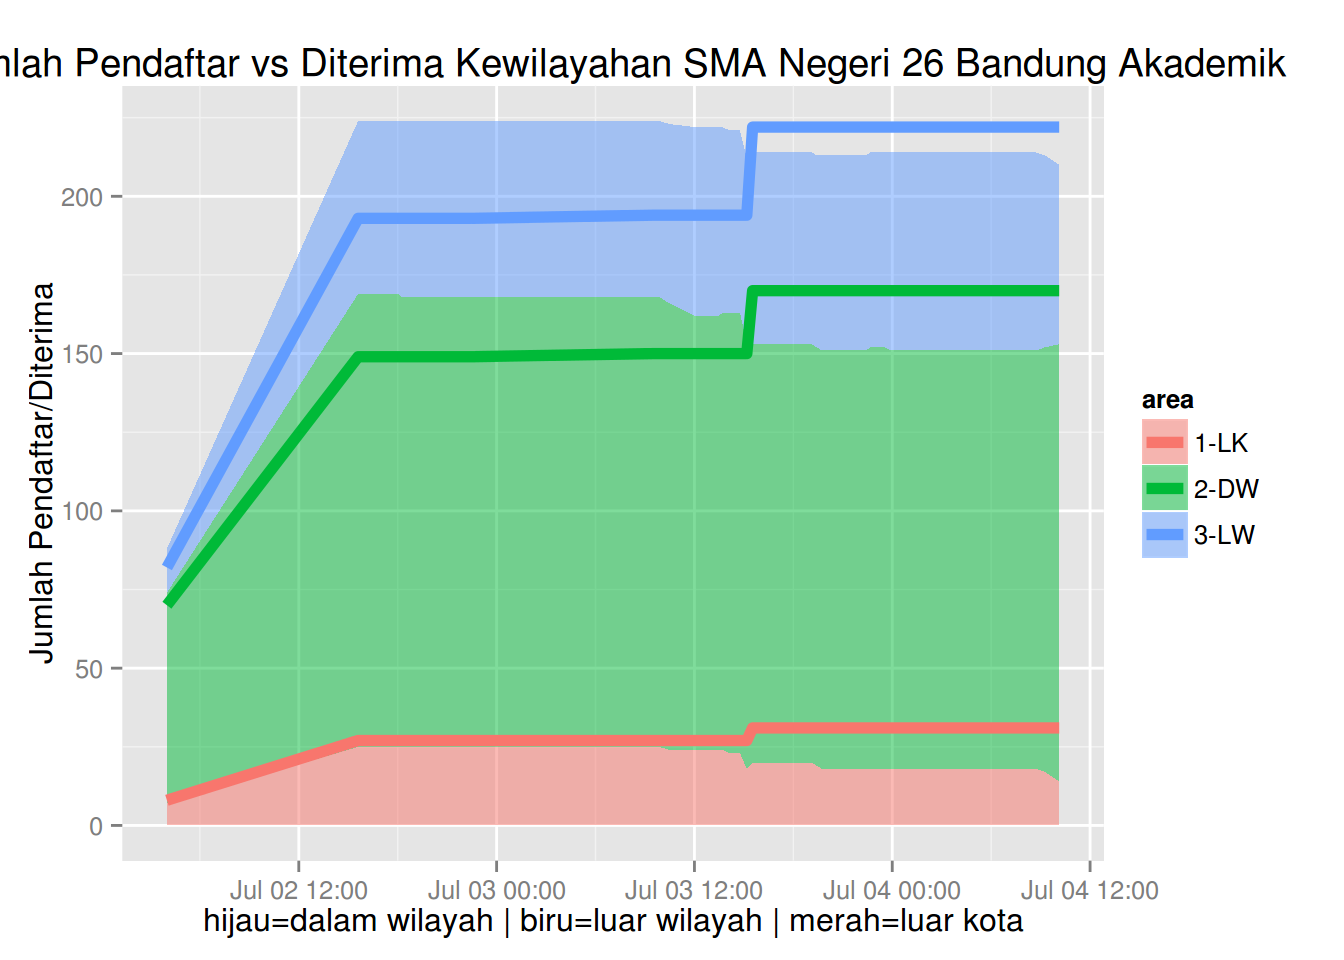 Pendaftar vs Diterima Kewilayahan SMA Negeri 26 Bandung Akademik
Jumlah Pendaftar/Diterima
200
150
100
50
0
Jul 02 12:00
Jul 03 00:00
Jul 03 12:00
Jul 04 00:00
Jul 04 12:00
hijau=dalam wilayah | biru=luar wilayah | merah=luar kota
area
1-LK
2-DW
3-LW